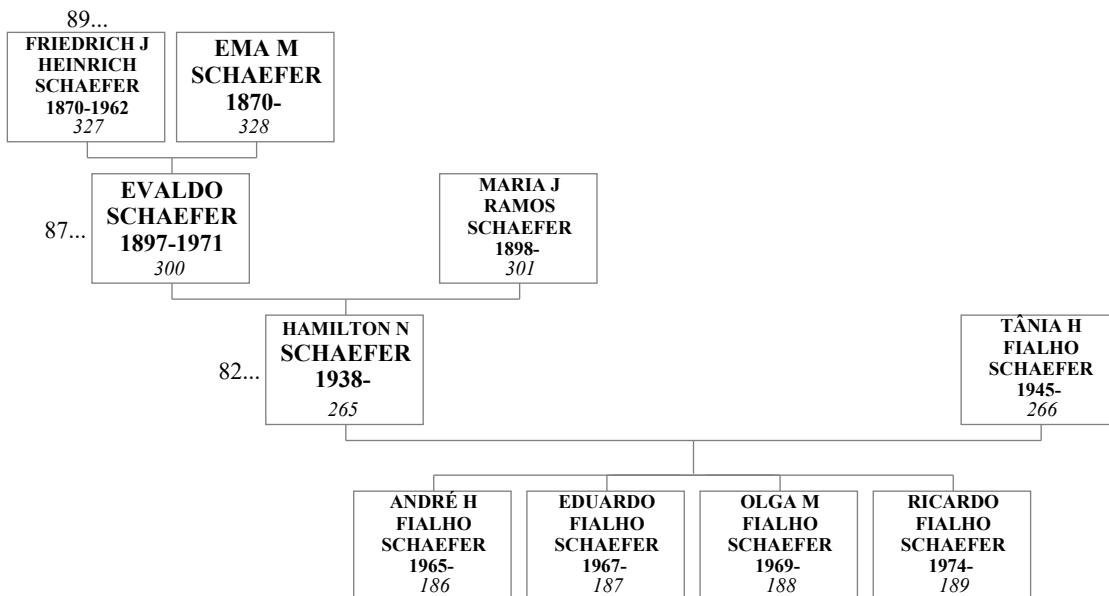 89...
FRIEDRICH J
HEINRICH
SCHAEFER
1870-1962
327
EMA M
SCHAEFER
1870-
328
87...
EVALDO
SCHAEFER
1897-1971
300
MARIA J
RAMOS
SCHAEFER
1898-
301
82...
HAMILTON N
SCHAEFER
1938-
265
TÂNIA H
FIALHO
SCHAEFER
1945-
266
ANDRÉ H
FIALHO
SCHAEFER
1965-
186
EDUARDO
FIALHO
SCHAEFER
1967-
187
OLGA M
FIALHO
SCHAEFER
1969-
188
RICARDO
FIALHO
SCHAEFER
1974-
189